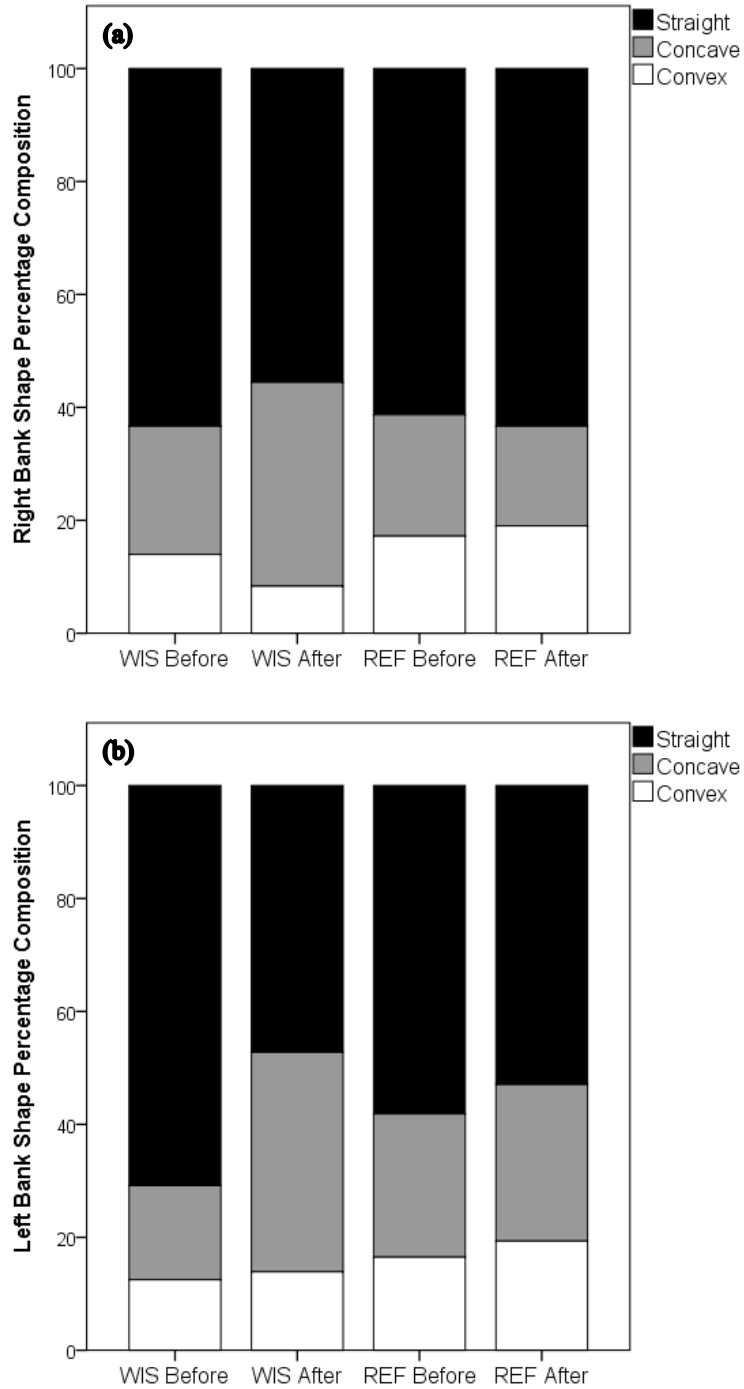 (a)
Straight
Concave
Convex
100
80
60
40
20
0
Right Bank Shape Percentage Composition
WIS Before WIS After REF Before REF After
(b)
Straight
Concave
Convex
100
80
60
40
20
0
Left Bank Shape Percentage Composition
WIS Before WIS After REF Before REF After